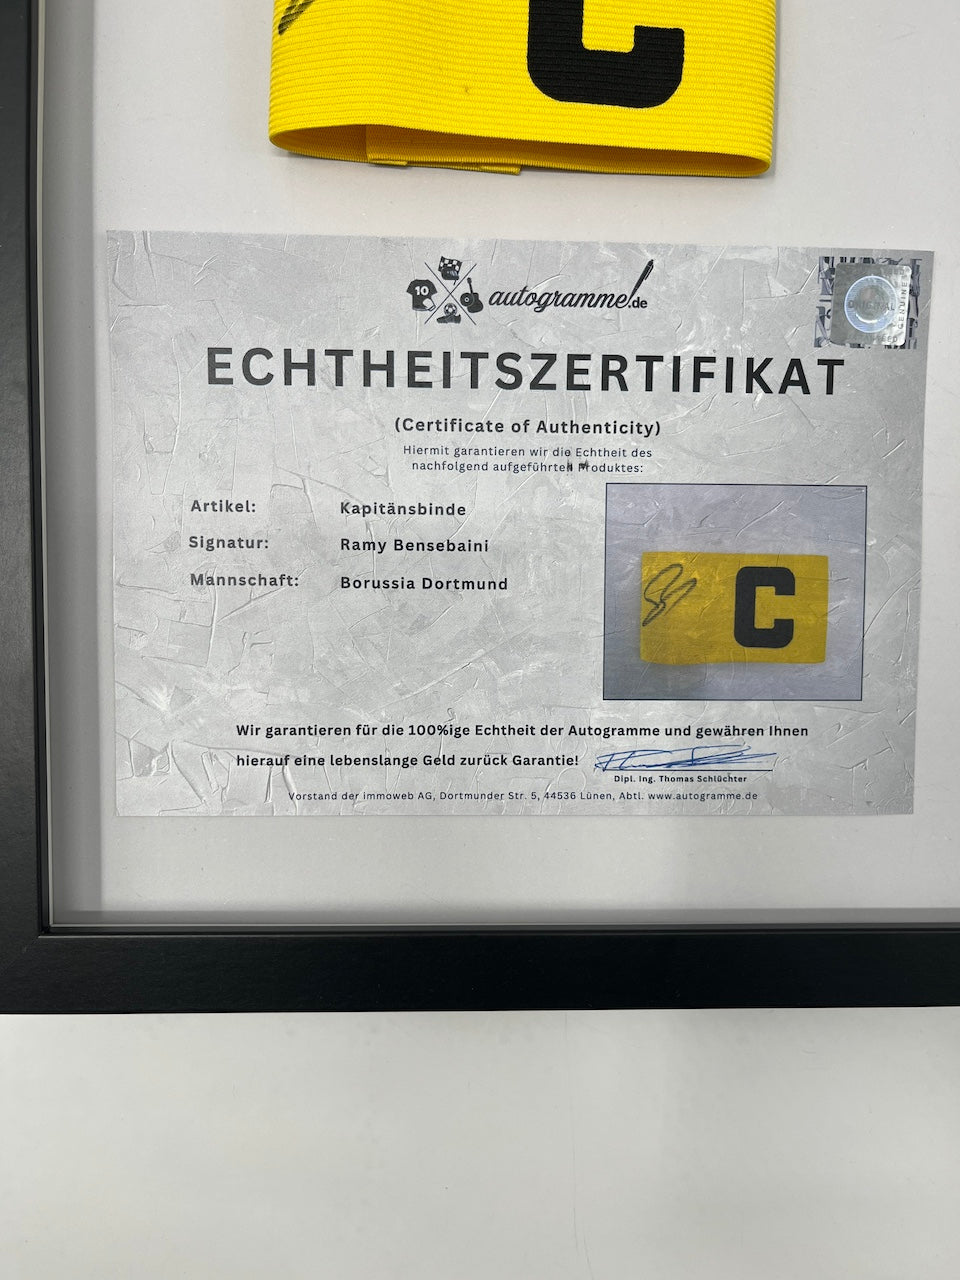 C
10
autogramme.de
ECHTHEITSZERTIFIKAT
(Certificate of Authenticity)
Hiermit garantieren wir die Echtheit des
nachfolgend aufgeführten Produktes:
Artikel: Kapitänsbinde
Signatur: Ramy Bensebaini
Mannschaft: Borussia Dortmund
C
Wir garantieren für die 100%ige Echtheit der Autogramme und gewähren Ihnen
hierauf eine lebenslange Geld zurück Garantie!
Dipl. Ing. Thomas Schlüchter
Vorstand der immoweb AG, Dortmunder Str. 5, 44536 Lünen, Abtl. www.autogramme.de
GENUINE